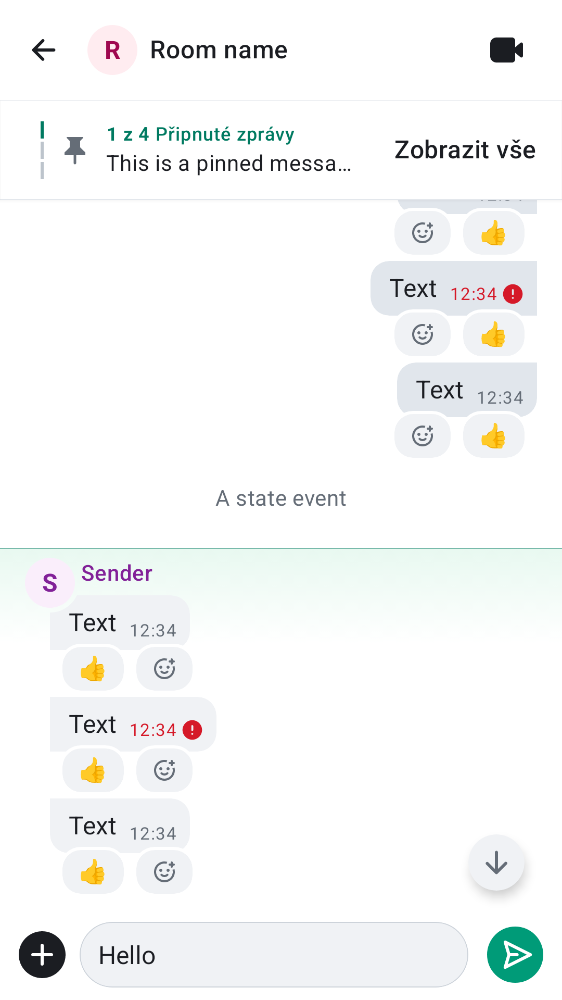 R Room name
1 z 4 Připnuté zprávy
This is a pinned messa…
Zobrazit vše
Text 12:34
Text 12:34
A state event
S Sender
Text 12:34
Text 12:34
Text 12:34
Hello